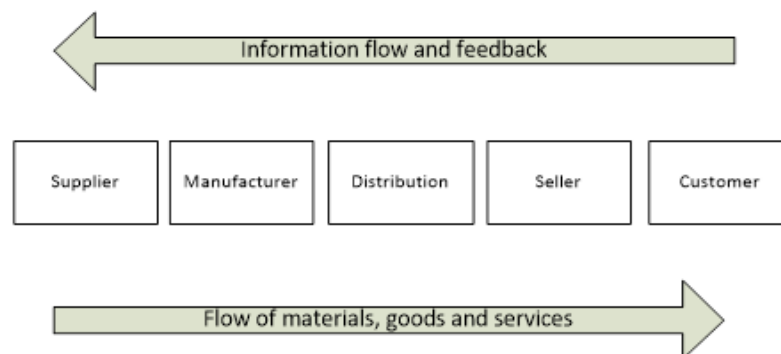 Information flow and feedback
Supplier
Manufacturer
Distribution
Seller
Customer
Flow of materials, goods and services